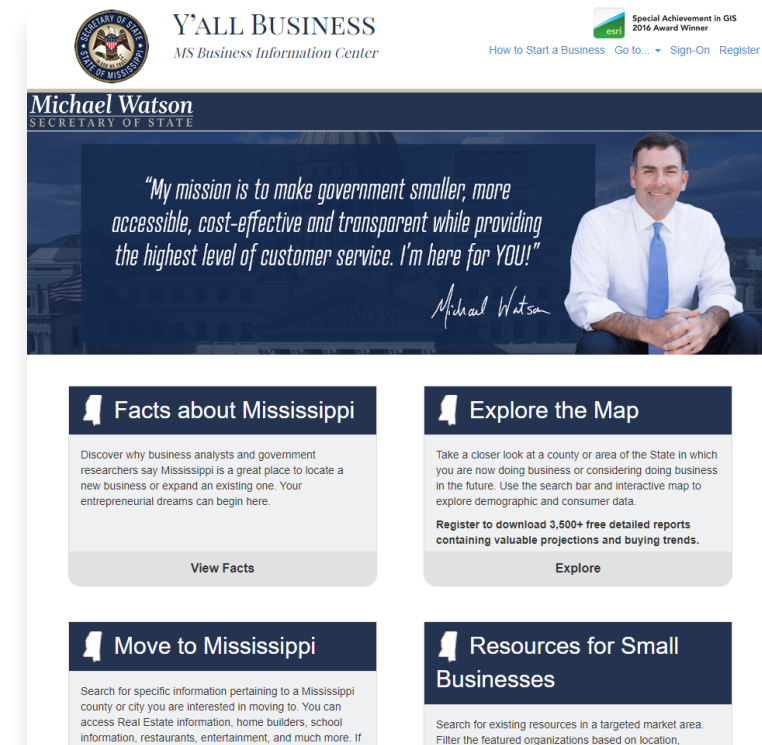 SECRETARY OF STATE
STATE OF MISSISSIPPI
Y'ALL BUSINESS
MS Business Information Center
esri
Special Achievement in GIS
2016 Award Winner
How to Start a Business Go to... Sign-On Register
Michael Watson
SECRETARY OF STATE
"My mission is to make government smaller, more
accessible, cost-effective and transparent while providing
the highest level of customer service. I'm here for YOU!"
Michael Watson
Facts about Mississippi
Discover why business analysts and government
researchers say Mississippi is a great place to locate a
new business or expand an existing one. Your
entrepreneurial dreams can begin here.
View Facts
Explore the Map
Take a closer look at a county or area of the State in which
you are now doing business or considering doing business
in the future. Use the search bar and interactive map to
explore demographic and consumer data.
Register to download 3,500+ free detailed reports
containing valuable projections and buying trends.
Explore
Move to Mississippi
Search for specific information pertaining to a Mississippi
county or city you are interested in moving to. You can
access Real Estate information, home builders, school
information, restaurants, entertainment, and much more. If
Resources for Small
Businesses
Search for existing resources in a targeted market area.
Filter the featured organizations based on location,